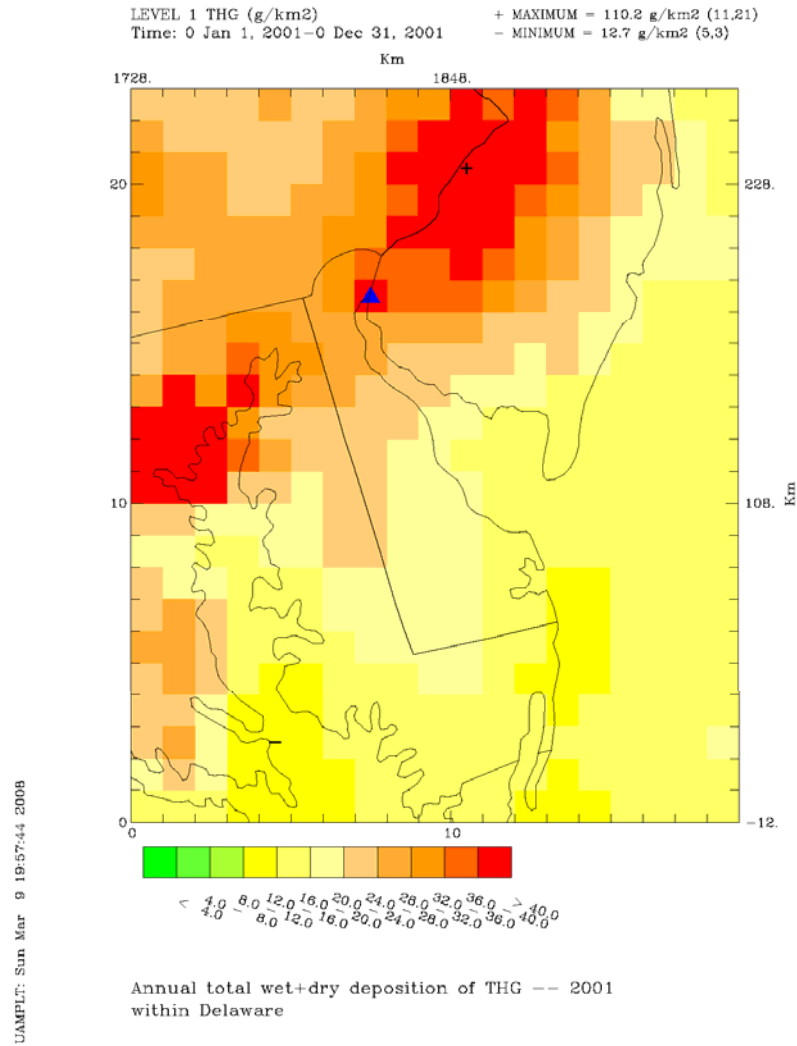 LEVEL 1 THG (g/km2)
Time: 0 Jan 1, 2001-0 Dec 31, 2001
+ MAXIMUM = 110.2 g/km2 (11,21)
- MINIMUM = 12.7 g/km2 (5,3)
Km
1728. 1848.
20 228.
10 108.
Km
0 -12.
0 10
< 4.0
4.0 - 8.0
8.0 - 12.0
12.0 - 16.0
16.0 - 20.0
20.0 - 24.0
24.0 - 28.0
28.0 - 32.0
32.0 - 36.0
36.0 - 40.0
> 40.0
Annual total wet+dry deposition of THG -- 2001
within Delaware
UAMPLT: Sun Mar 9 19:57:44 2008